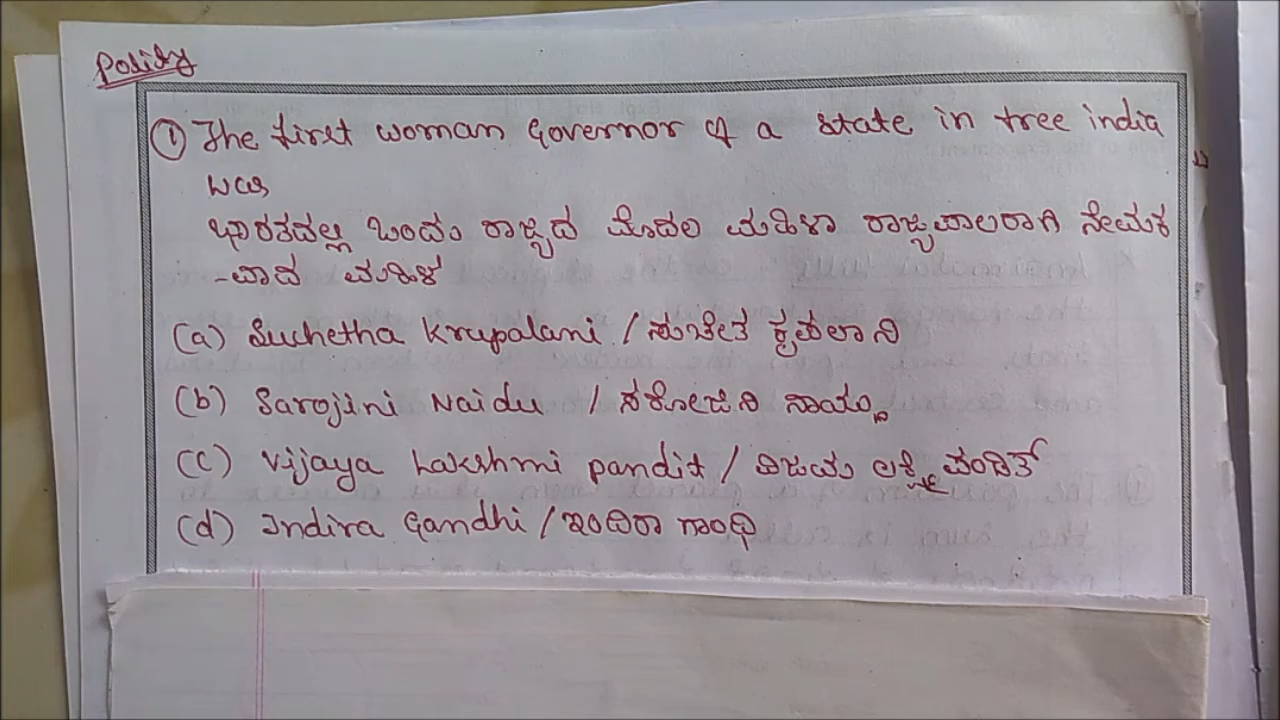 Polity
① The first woman Governor of a state in free india
was
ಭಾರತದಲ್ಲಿ ಒಂದು ರಾಜ್ಯದ ಮೊದಲ ಮಹಿಳಾ ರಾಜ್ಯಪಾಲರಾಗಿ ನೇಮಕ
-ವಾದ ಮಹಿಳೆ
(a) Suchetha Krupalani / ಸುಚೇತ ಕೃಪಲಾನಿ
(b) Sarojini Naidu / ಸರೋಜಿನಿ ನಾಯ್ಡು
(c) Vijaya Lakshmi pandit / ವಿಜಯ ಲಕ್ಷ್ಮೀ ಪಂಡಿತ್
(d) Indira Gandhi / ಇಂದಿರಾ ಗಾಂಧಿ